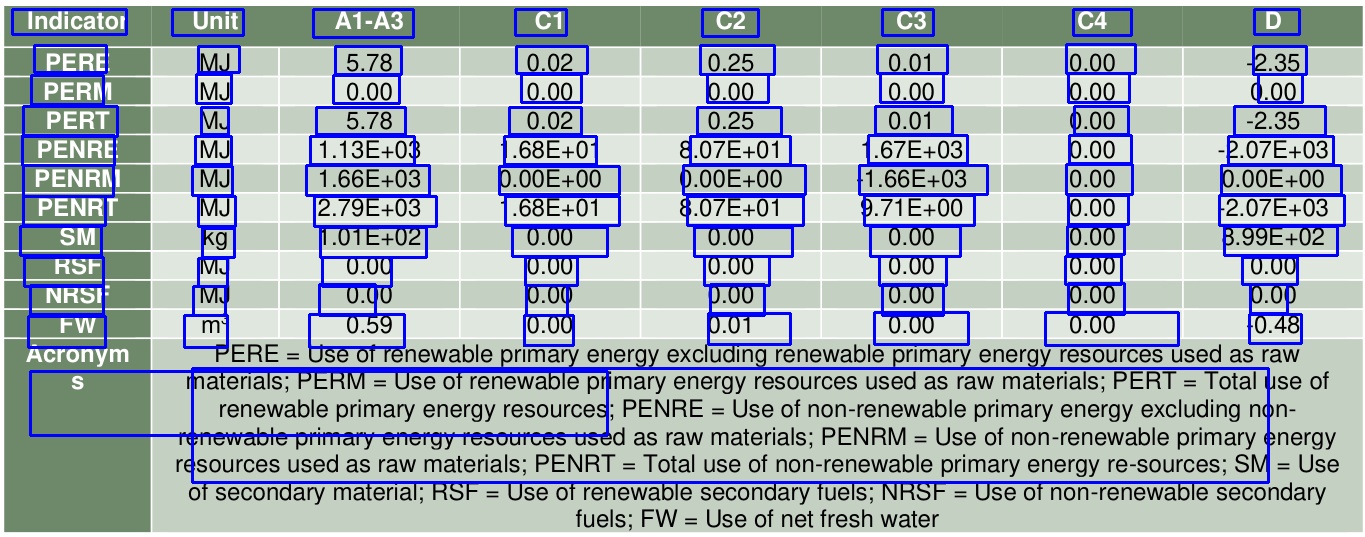 Indicator Unit A1-A3 C1 C2 C3 C4 D
PERE MJ 5.78 0.02 0.25 0.01 0.00 -2.35
PERM MJ 0.00 0.00 0.00 0.00 0.00 0.00
PERT MJ 5.78 0.02 0.25 0.01 0.00 -2.35
PENRE MJ 1.13E+03 1.68E+01 8.07E+01 1.67E+03 0.00 -2.07E+03
PENRM MJ 1.66E+03 0.00E+00 0.00E+00 -1.66E+03 0.00 0.00E+00
PENRT MJ 2.79E+03 1.68E+01 8.07E+01 9.71E+00 0.00 -2.07E+03
SM kg 1.01E+02 0.00 0.00 0.00 0.00 8.99E+02
RSF MJ 0.00 0.00 0.00 0.00 0.00 0.00
NRSF MJ 0.00 0.00 0.00 0.00 0.00 0.00
FW m³ 0.59 0.00 0.01 0.00 0.00 -0.48
Acronym
s
PERE = Use of renewable primary energy excluding renewable primary energy resources used as raw
materials; PERM = Use of renewable primary energy resources used as raw materials; PERT = Total use of
renewable primary energy resources; PENRE = Use of non-renewable primary energy excluding non-
renewable primary energy resources used as raw materials; PENRM = Use of non-renewable primary energy
resources used as raw materials; PENRT = Total use of non-renewable primary energy re-sources; SM = Use
of secondary material; RSF = Use of renewable secondary fuels; NRSF = Use of non-renewable secondary
fuels; FW = Use of net fresh water